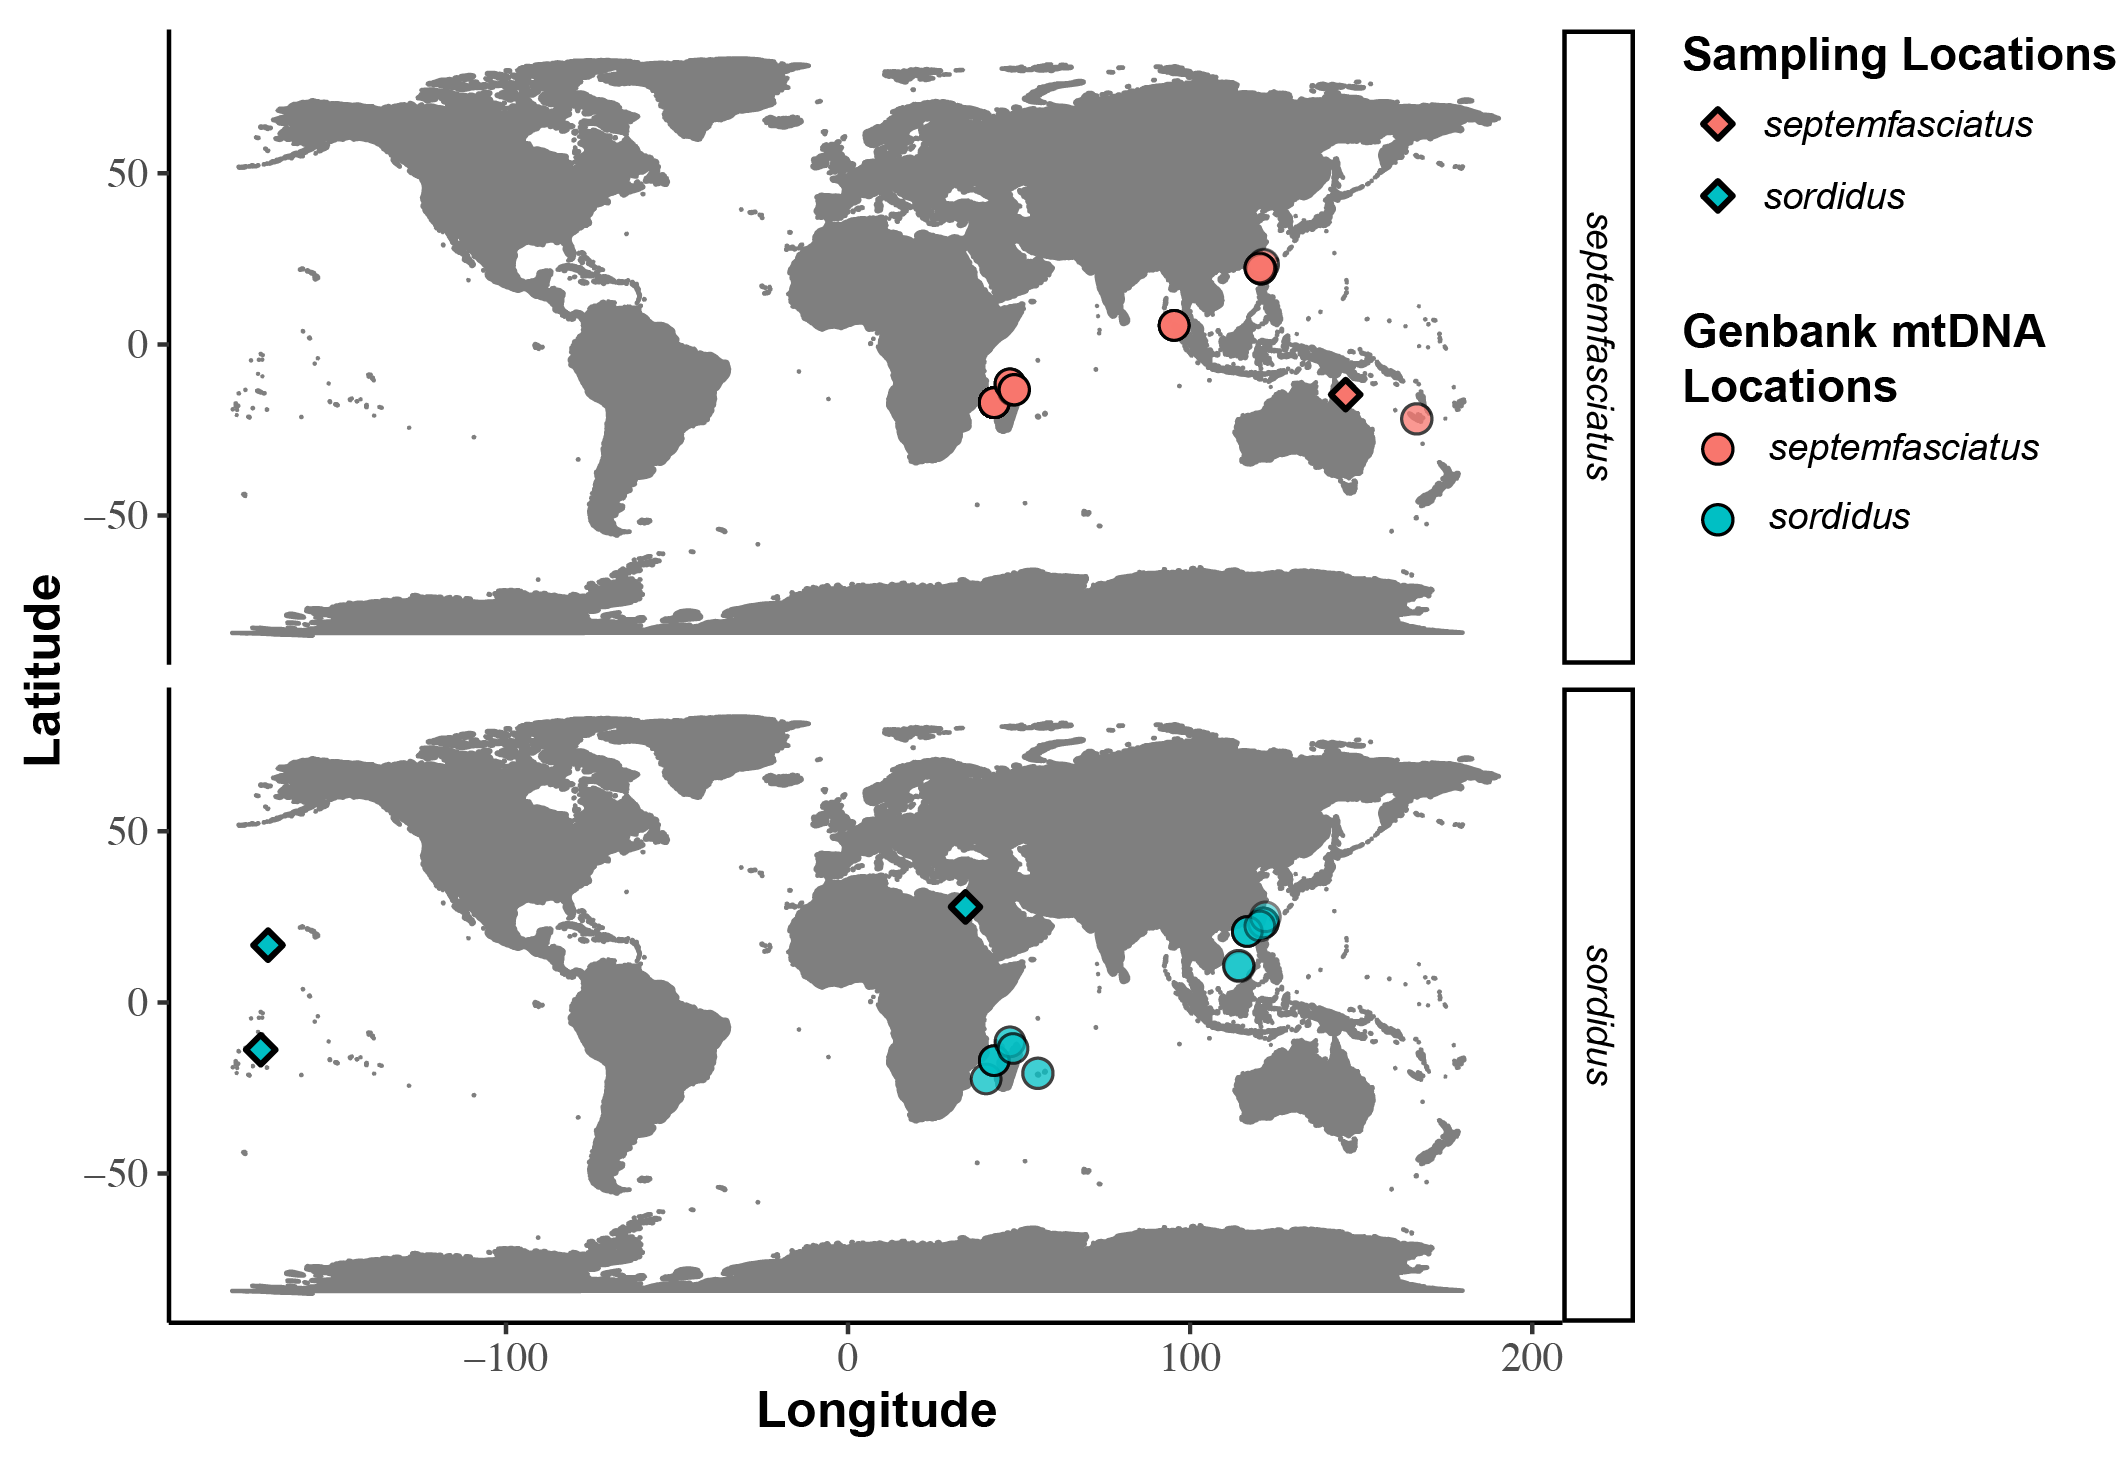 Sampling Locations
septemfasciatus
sordidus
Genbank mtDNA
Locations
septemfasciatus
sordidus
Latitude
50
0
−50
septemfasciatus
50
0
−50
sordidus
−100
0
100
200
Longitude